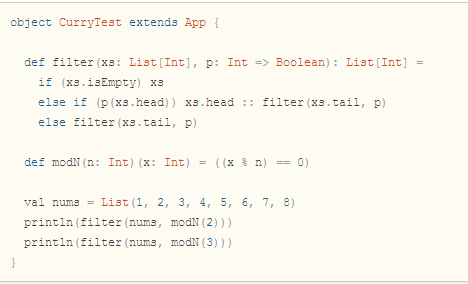 object CurryTest extends App {
  def filter(xs: List[Int], p: Int => Boolean): List[Int] =
    if (xs.isEmpty) xs
    else if (p(xs.head)) xs.head :: filter(xs.tail, p)
    else filter(xs.tail, p)
  def modN(n: Int)(x: Int) = ((x % n) == 0)
  val nums = List(1, 2, 3, 4, 5, 6, 7, 8)
  println(filter(nums, modN(2)))
  println(filter(nums, modN(3)))
}